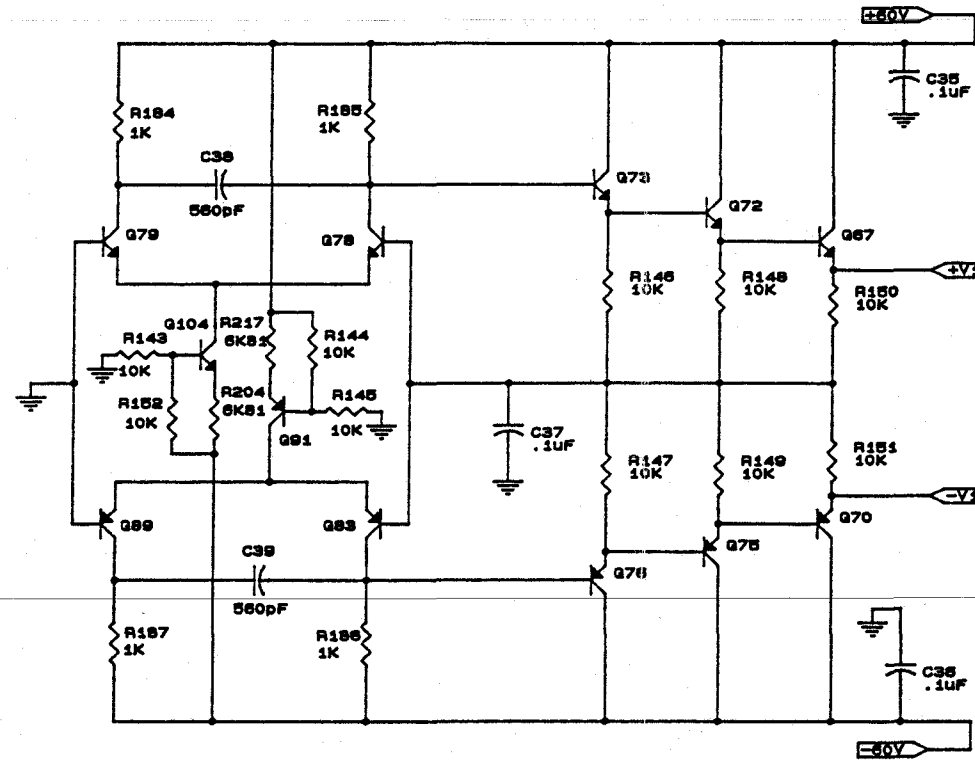 +60V
C35
.1uF
R184
1K
R185
1K
C38
560pF
Q73
Q72
Q79
Q78
Q67
+V
R146
10K
R148
10K
R150
10K
Q104
R217
6K81
R143
10K
R144
10K
R152
10K
R204
6K81
R145
10K
Q91
C37
.1uF
R147
10K
R149
10K
R151
10K
-V
Q89
Q83
Q70
Q75
C39
560pF
Q76
R187
1K
R186
1K
C36
.1uF
-60V